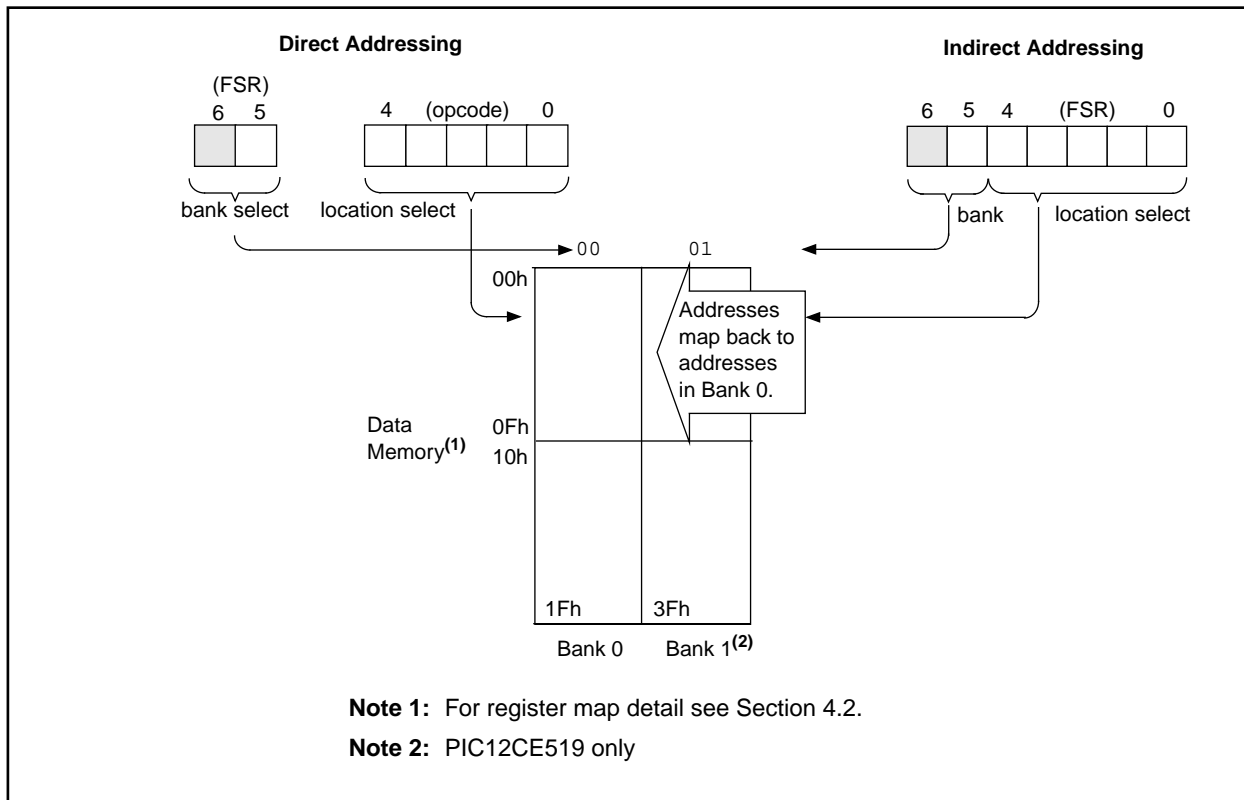 Direct Addressing
Indirect Addressing
(FSR)
6 5
4 (opcode) 0
6 5 4 (FSR) 0
bank select
location select
bank
location select
00
01
00h
Addresses
map back to
addresses
in Bank 0.
Data
Memory(1)
0Fh
10h
1Fh
3Fh
Bank 0
Bank 1(2)
Note 1: For register map detail see Section 4.2.
Note 2: PIC12CE519 only